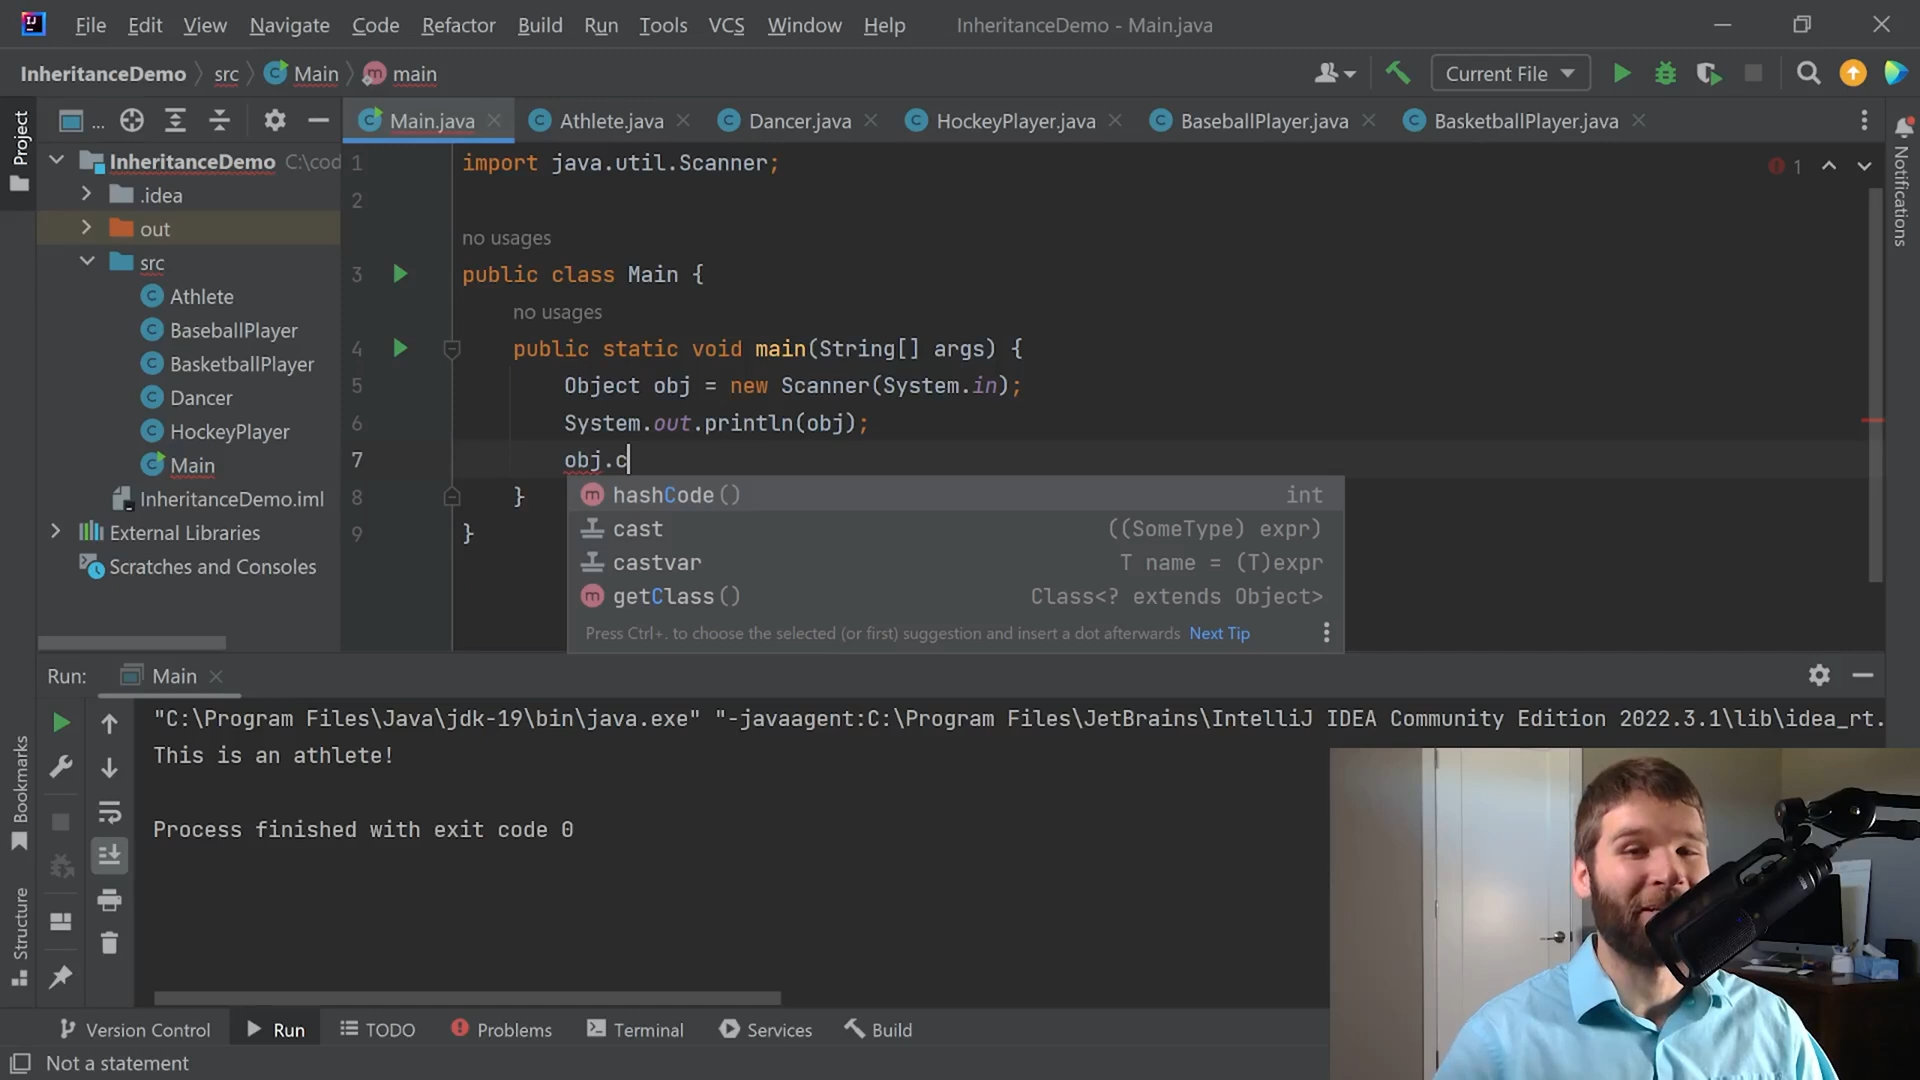 File Edit View Navigate Code Refactor Build Run Tools VCS Window Help InheritanceDemo - Main.java
InheritanceDemo src Main main Current File
Project
... Main.java Athlete.java Dancer.java HockeyPlayer.java BaseballPlayer.java BasketballPlayer.java
Notifications
InheritanceDemo C:\cod
.idea
out
src
Athlete
BaseballPlayer
BasketballPlayer
Dancer
HockeyPlayer
Main
InheritanceDemo.iml
External Libraries
Scratches and Consoles
1 import java.util.Scanner;
1
2
no usages
3 public class Main {
no usages
4 public static void main(String[] args) {
5 Object obj = new Scanner(System.in);
6 System.out.println(obj);
7 obj.c
8 }
9 }
hashCode() int
cast ((SomeType) expr)
castvar T name = (T)expr
getClass() Class<? extends Object>
Press Ctrl+. to choose the selected (or first) suggestion and insert a dot afterwards Next Tip
Run: Main
"C:\Program Files\Java\jdk-19\bin\java.exe" "-javaagent:C:\Program Files\JetBrains\IntelliJ IDEA Community Edition 2022.3.1\lib\idea_rt.
This is an athlete!
Process finished with exit code 0
Bookmarks
Structure
Version Control Run TODO Problems Terminal Services Build
Not a statement